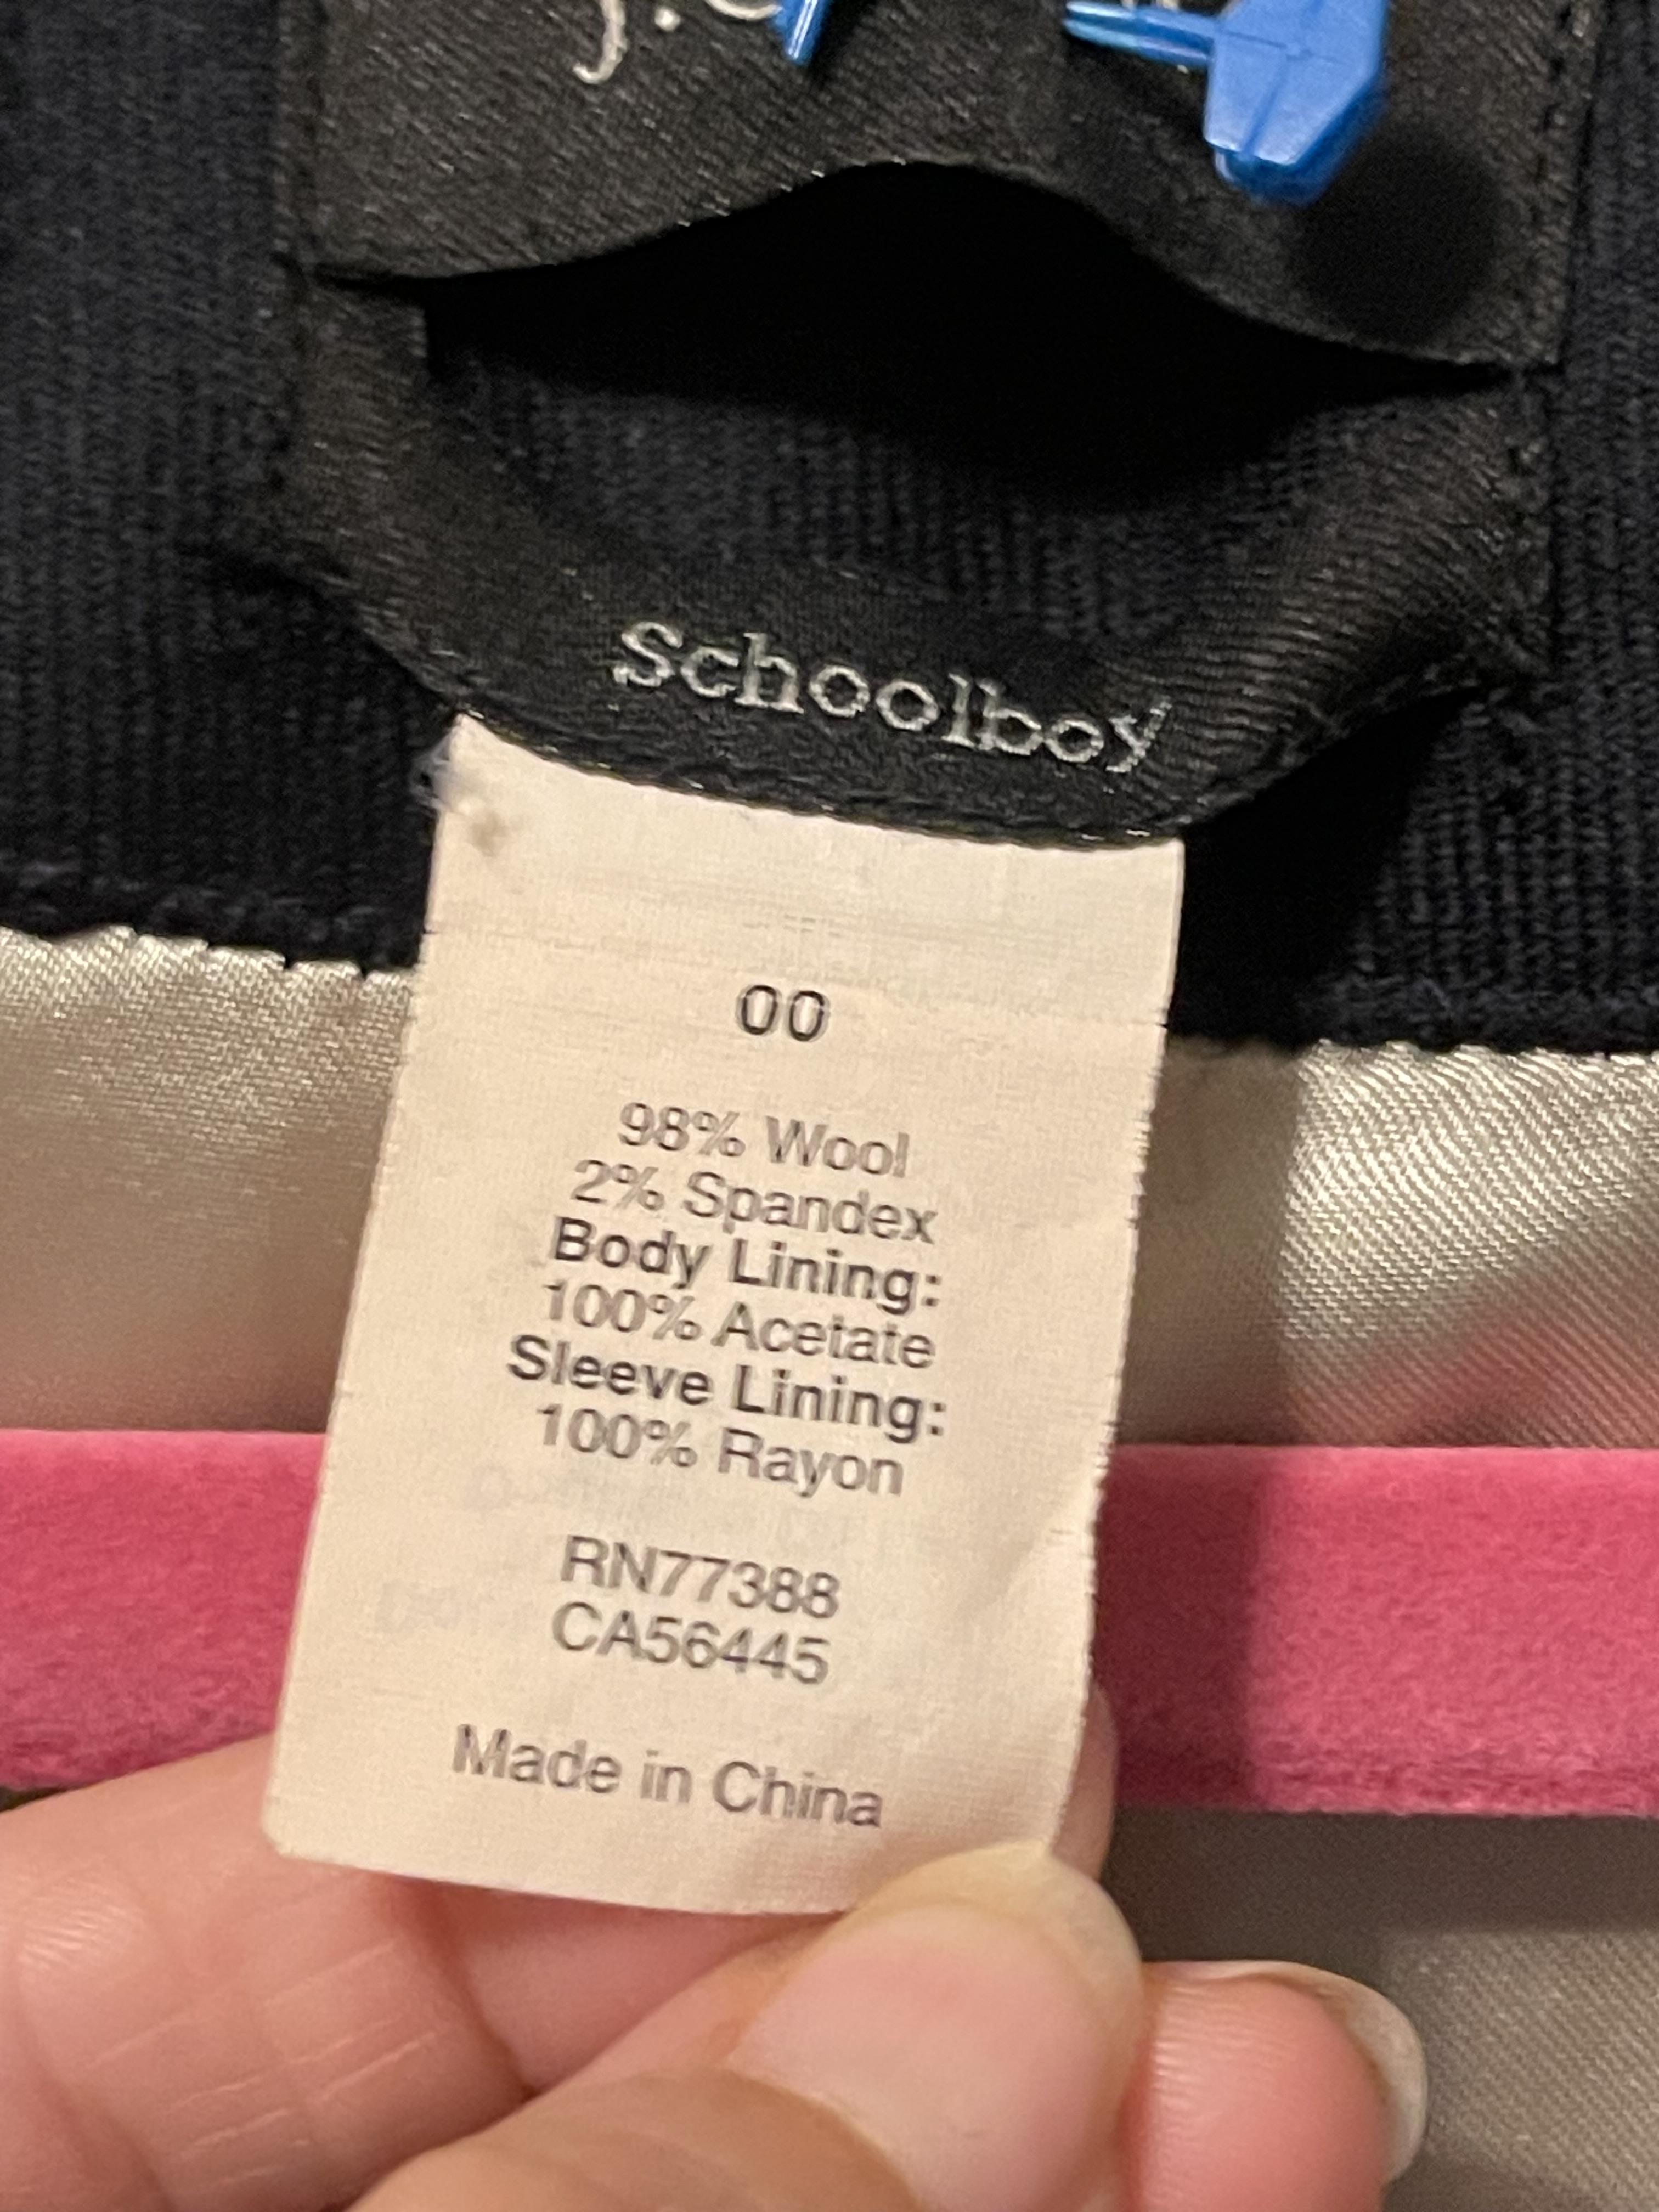 schoolboy
00
98% Wool
2% Spandex
Body Lining:
100% Acetate
Sleeve Lining:
100% Rayon
RN77388
CA56445
Made in China